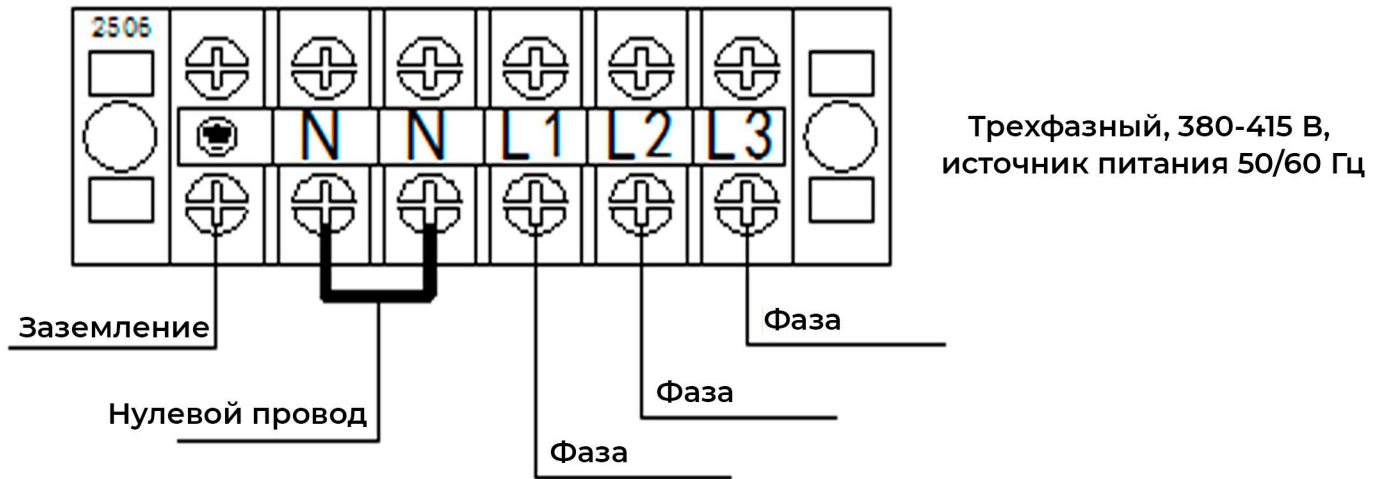 2506
N N L1 L2 L3
Трехфазный, 380-415 В,
источник питания 50/60 Гц
Заземление
Фаза
Фаза
Нулевой провод
Фаза